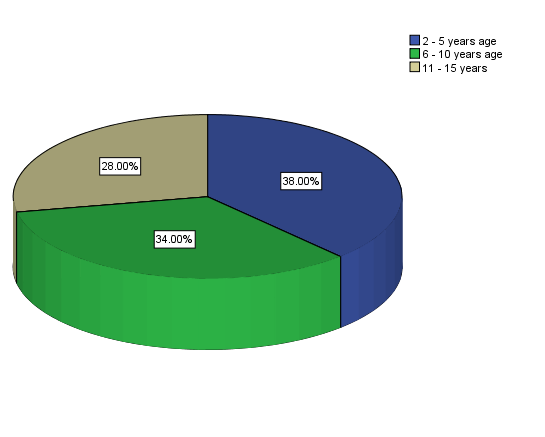 2 - 5 years age
6 - 10 years age
11 - 15 years
28.00%
38.00%
34.00%